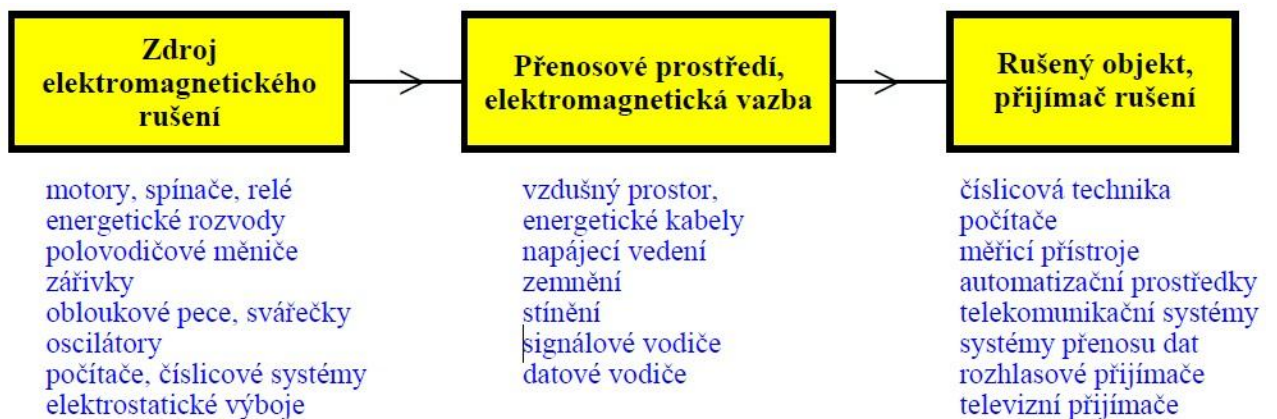 Zdroj
elektromagnetického
rušení
Přenosové prostředí,
elektromagnetická vazba
Rušený objekt,
přijímač rušení
motory, spínače, relé
energetické rozvody
polovodičové měniče
zářivky
obloukové pece, svářečky
oscilátory
počítače, číslicové systémy
elektrostatické výboje
vzdušný prostor,
energetické kabely
napájecí vedení
zemnění
stínění
signálové vodiče
datové vodiče
číslicová technika
počítače
měřicí přístroje
automatizační prostředky
telekomunikační systémy
systémy přenosu dat
rozhlasové přijímače
televizní přijímače